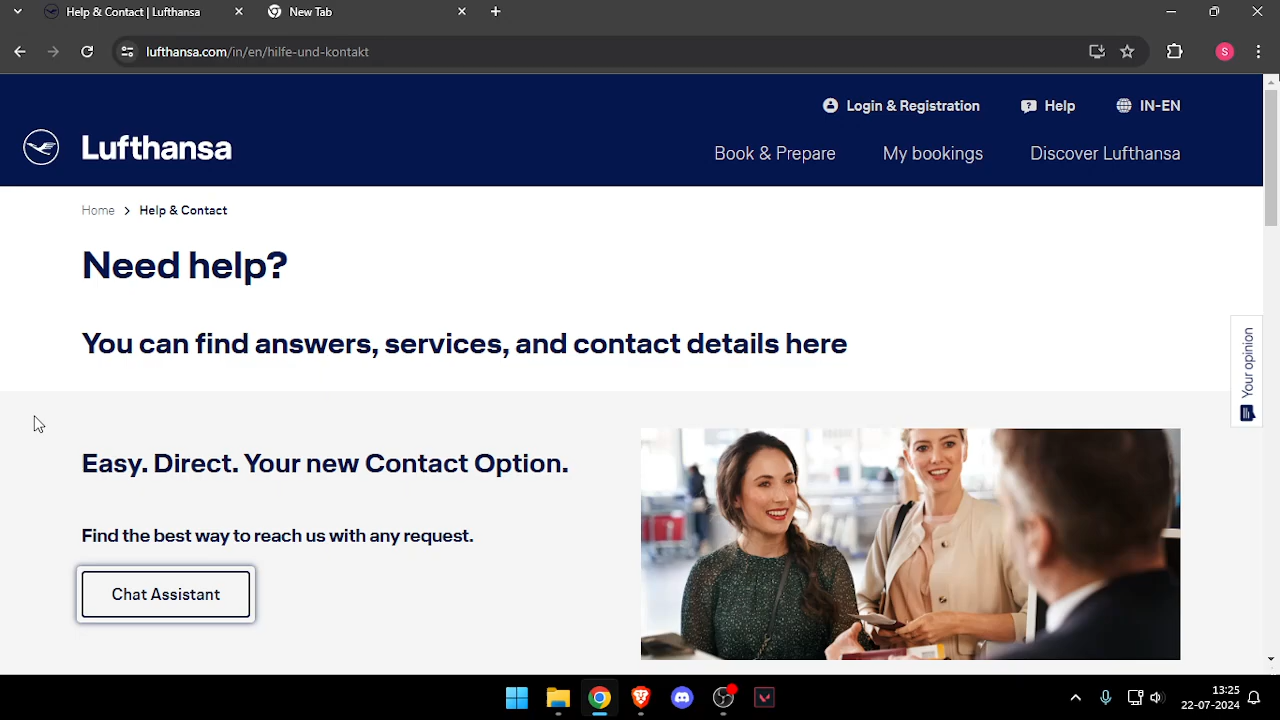 Help & Contact | Lufthansa
New Tab
lufthansa.com/in/en/hilfe-und-kontakt
S
Login & Registration
Help
IN-EN
Lufthansa
Book & Prepare
My bookings
Discover Lufthansa
Home > Help & Contact
Need help?
You can find answers, services, and contact details here
Your opinion
Easy. Direct. Your new Contact Option.
Find the best way to reach us with any request.
Chat Assistant
13:25
22-07-2024